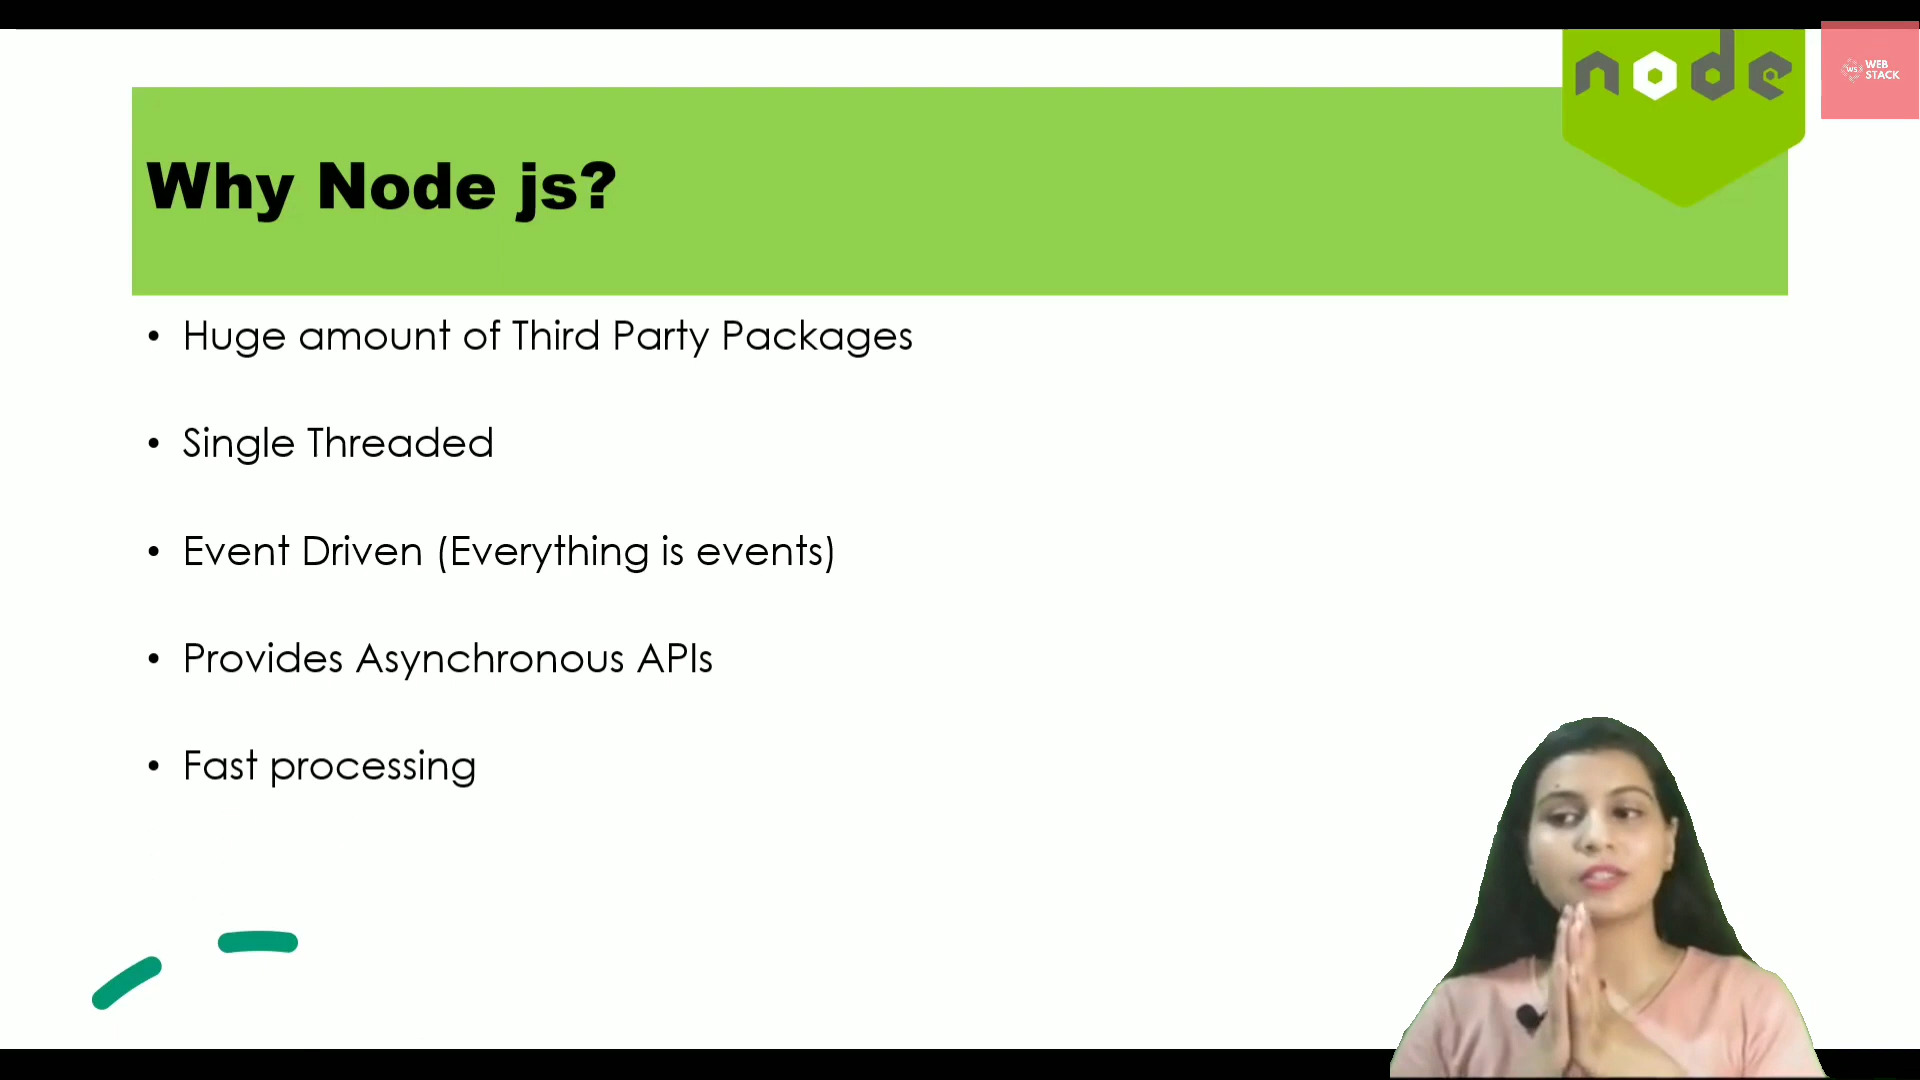 node
WS WEB
STACK
Why Node js?
• Huge amount of Third Party Packages
• Single Threaded
• Event Driven (Everything is events)
• Provides Asynchronous APIs
• Fast processing